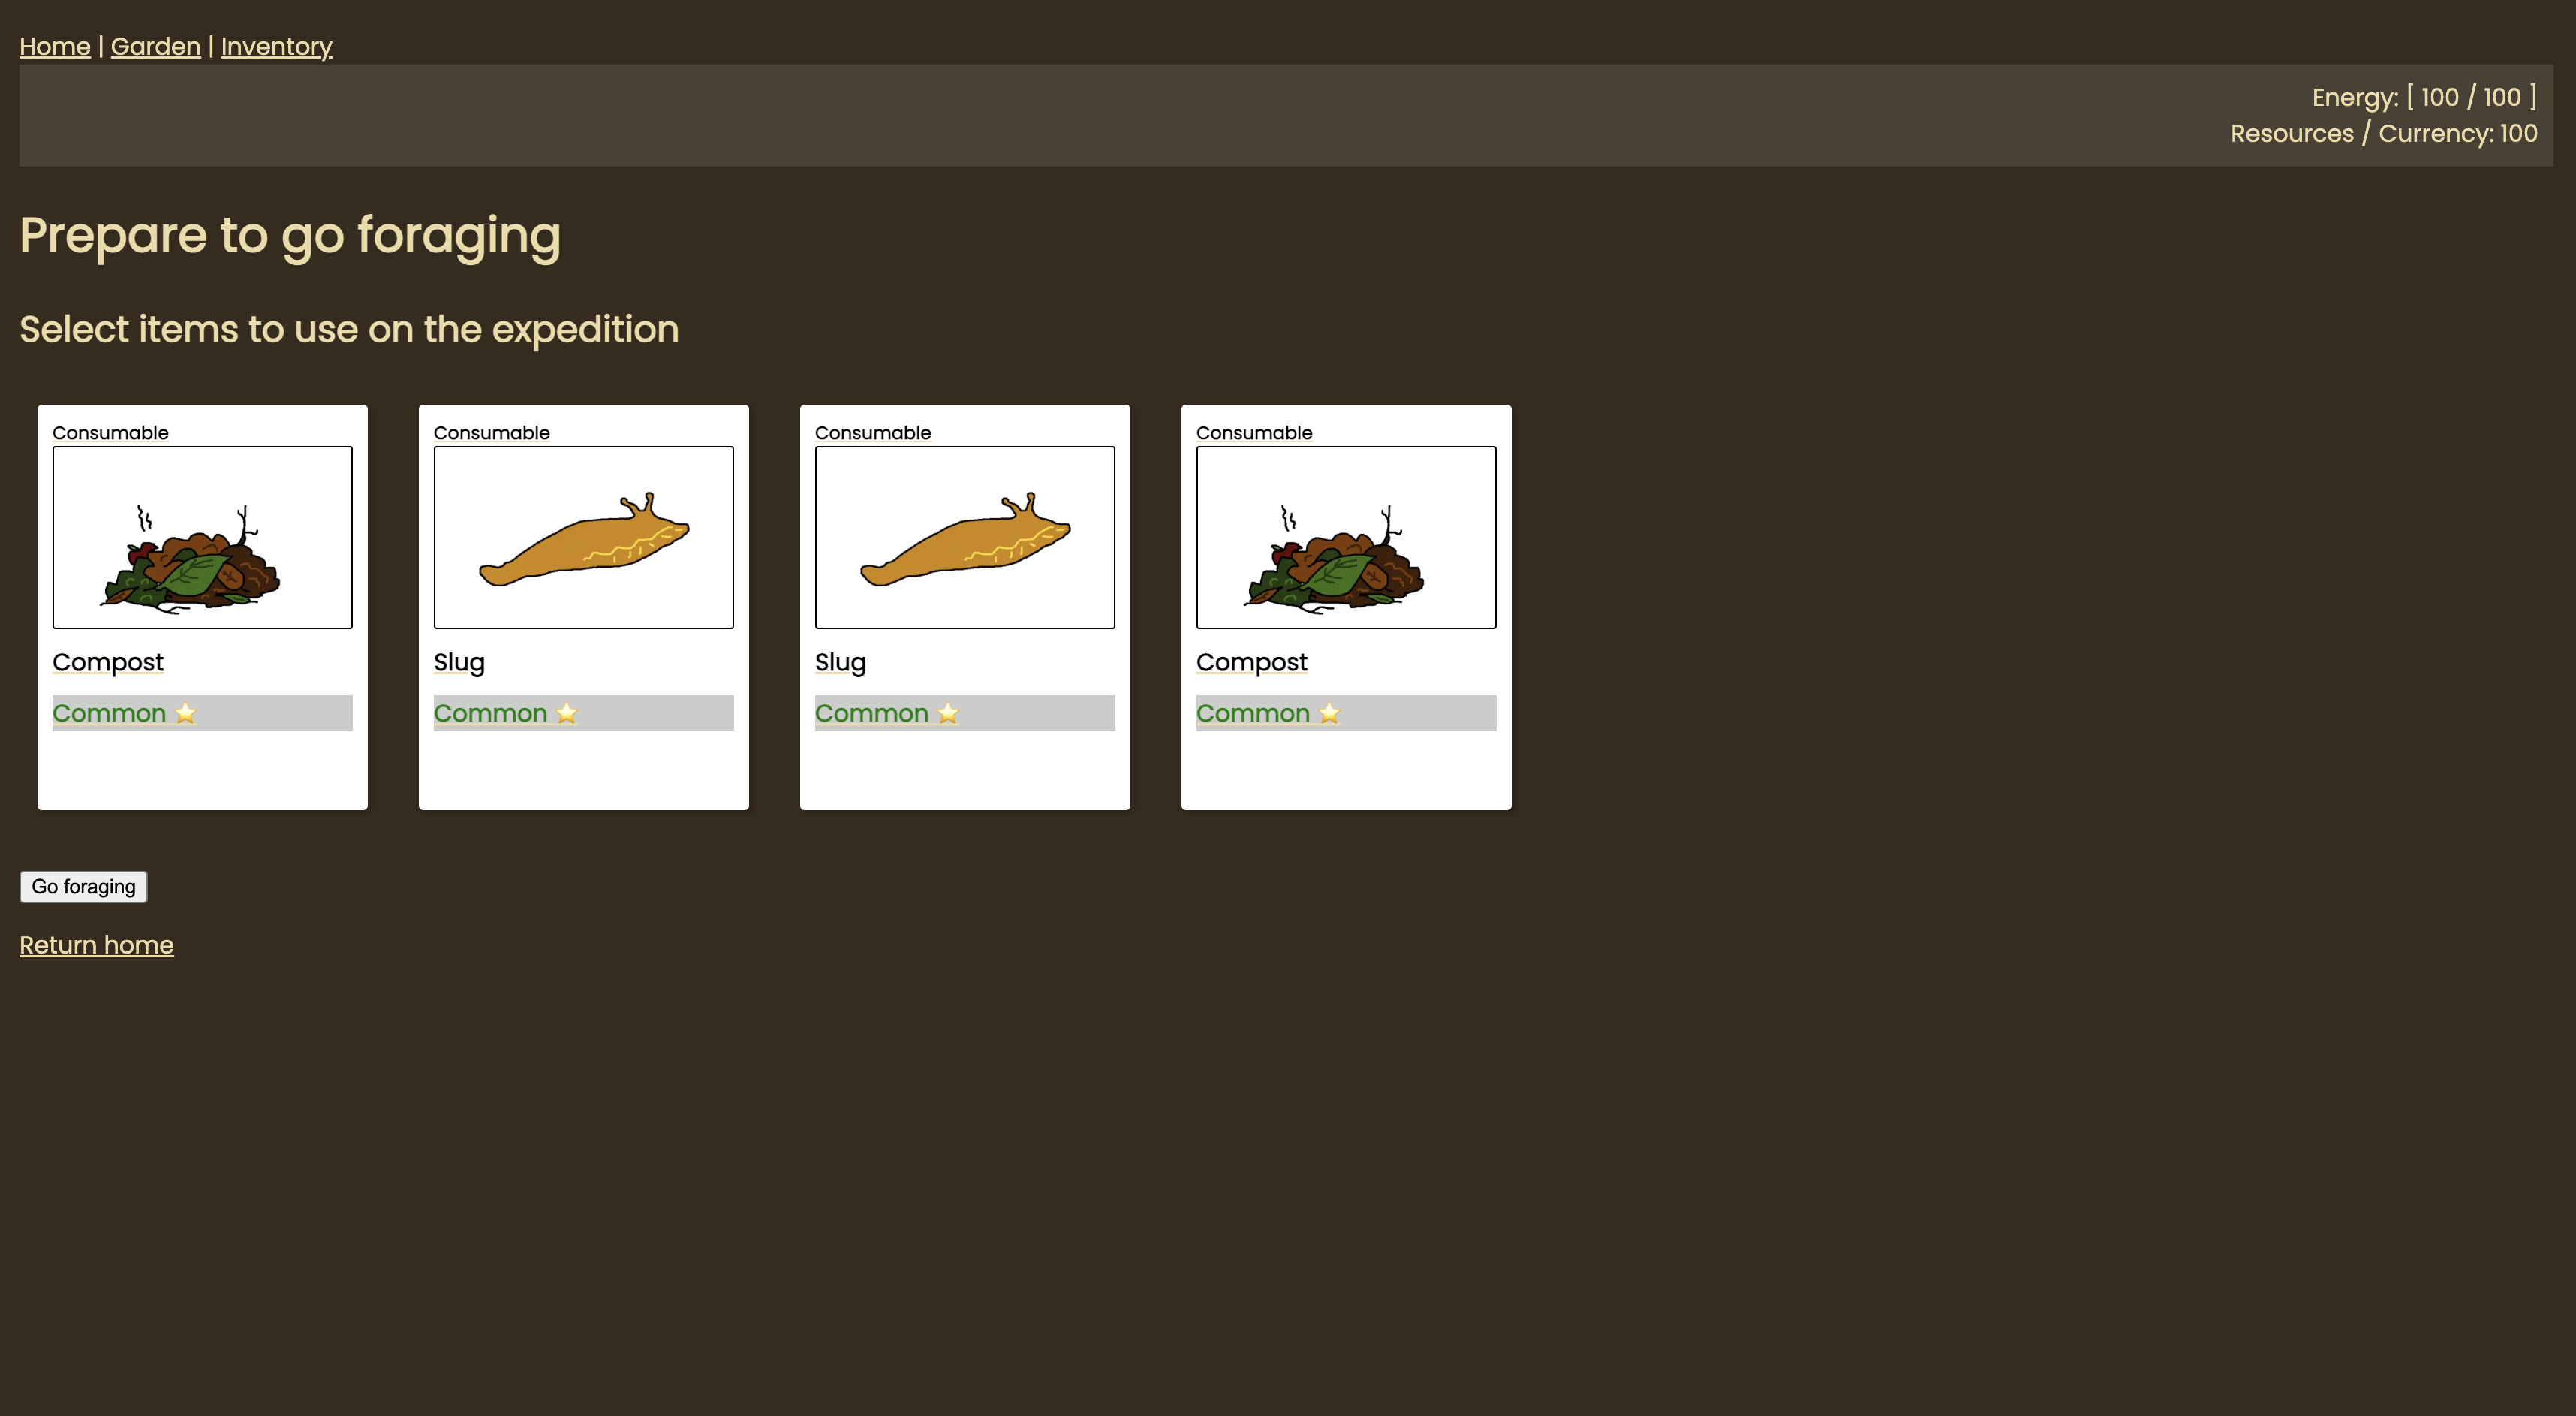 Home | Garden | Inventory
Energy: [ 100 / 100 ]
Resources / Currency: 100
Prepare to go foraging
Select items to use on the expedition
Consumable
Compost
Common ⭐
Consumable
Slug
Common ⭐
Consumable
Slug
Common ⭐
Consumable
Compost
Common ⭐
Go foraging
Return home